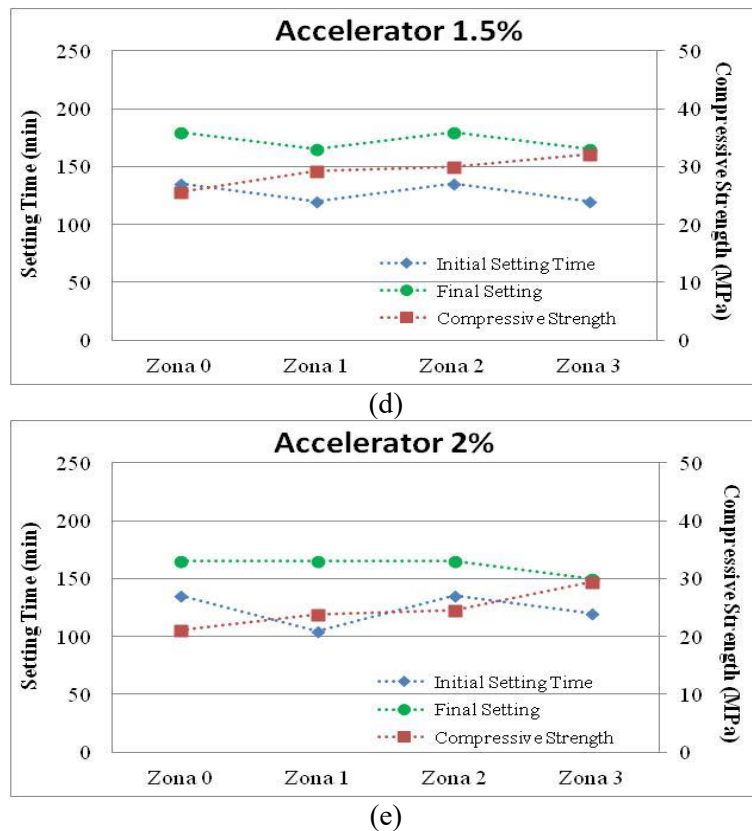 Accelerator 1.5%
250
200
150
100
50
0
Setting Time (min)
50
40
30
20
10
0
Compressive Strength (MPa)
Initial Setting Time
Final Setting
Compressive Strength
Zona 0 Zona 1 Zona 2 Zona 3
(d)
Accelerator 2%
250
200
150
100
50
0
Setting Time (min)
50
40
30
20
10
0
Compressive Strength (MPa)
Initial Setting Time
Final Setting
Compressive Strength
Zona 0 Zona 1 Zona 2 Zona 3
(e)